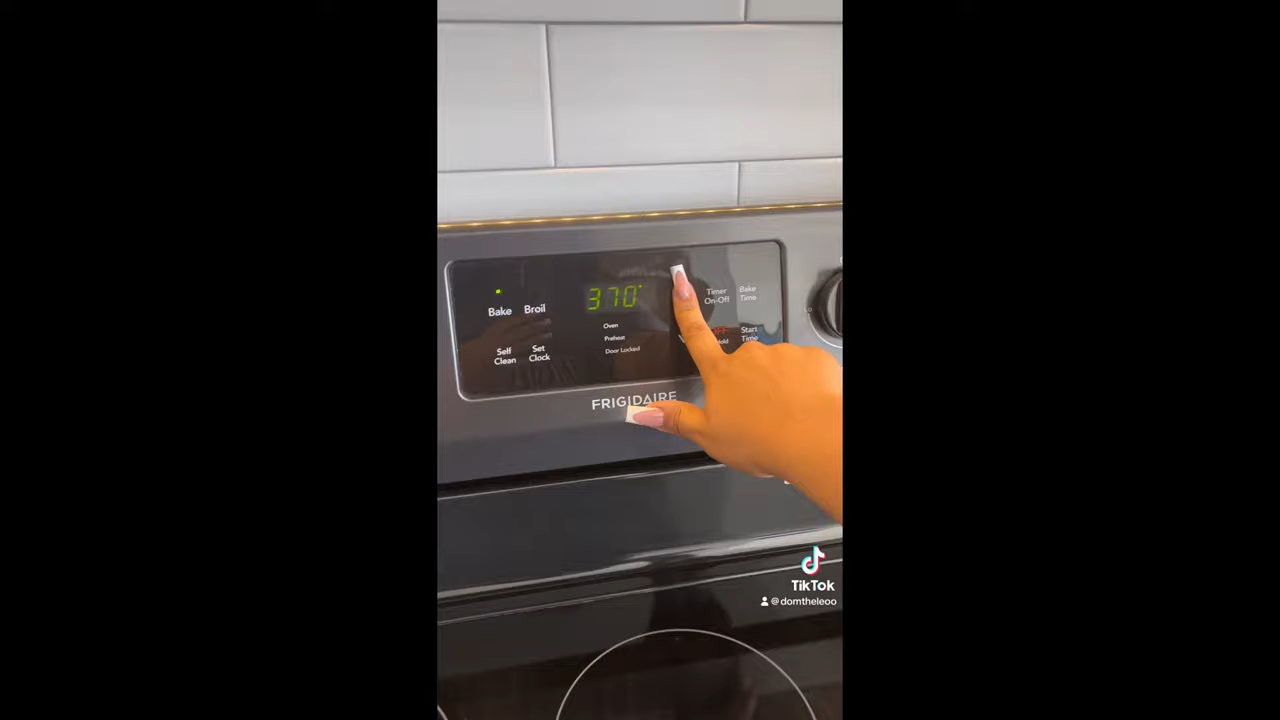 370°
Bake
Broil
Timer
On-Off
Bake
Time
Oven
Preheat
Door Locked
Self
Clean
Set
Clock
OFF
Start
Time
FRIGIDAIRE
TikTok
@domtheleoo